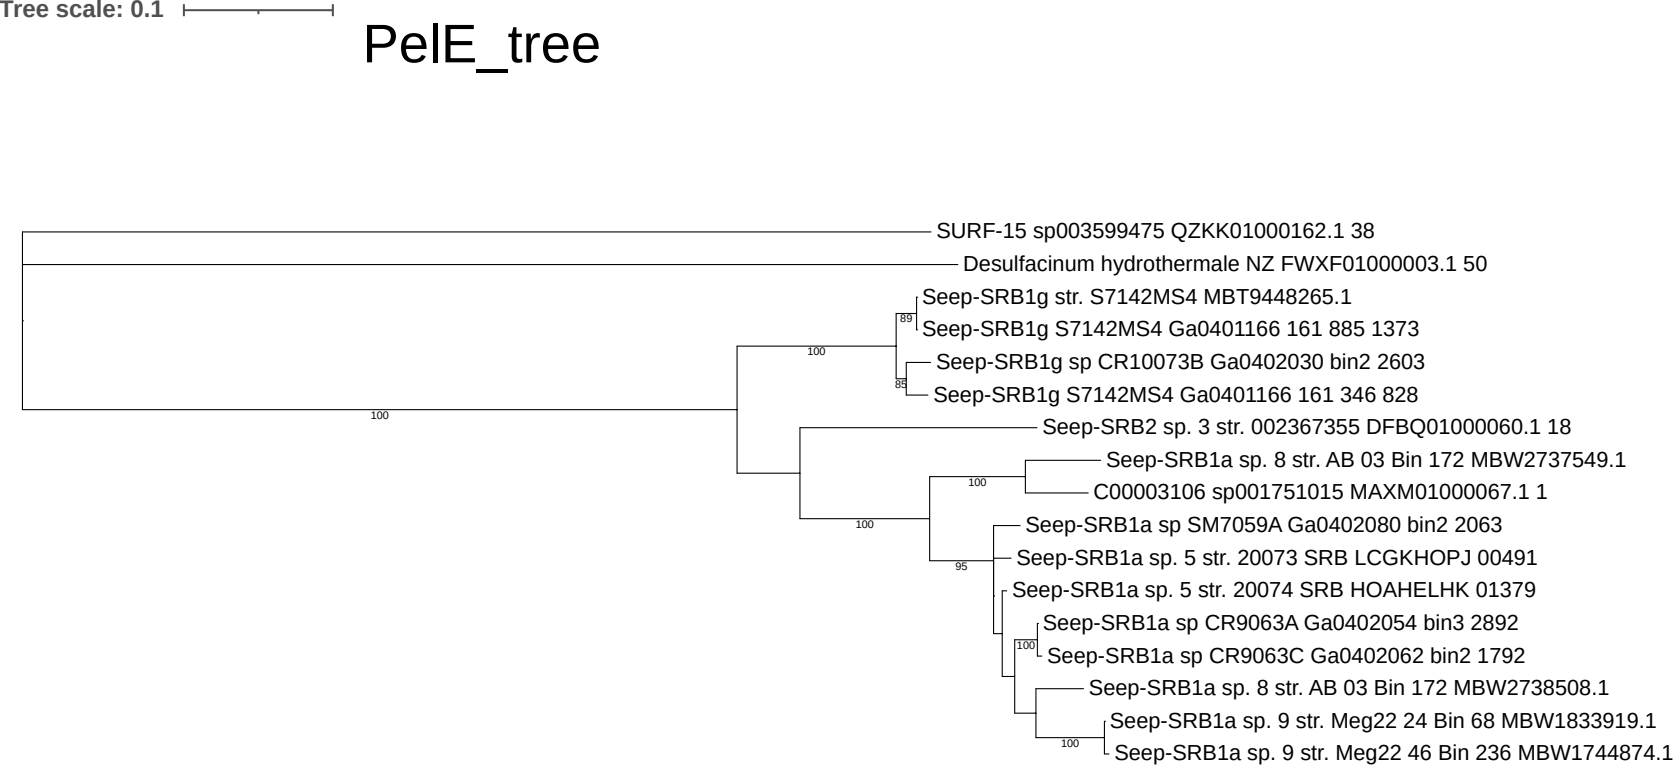 Tree scale: 0.1
PelE_tree
SURF-15 sp003599475 QZKK01000162.1 38
Desulfacinum hydrothermale NZ FWXF01000003.1 50
Seep-SRB1g str. S7142MS4 MBT9448265.1
89
Seep-SRB1g S7142MS4 Ga0401166 161 885 1373
100
Seep-SRB1g sp CR10073B Ga0402030 bin2 2603
85
Seep-SRB1g S7142MS4 Ga0401166 161 346 828
100
Seep-SRB2 sp. 3 str. 002367355 DFBQ01000060.1 18
Seep-SRB1a sp. 8 str. AB 03 Bin 172 MBW2737549.1
100
C00003106 sp001751015 MAXM01000067.1 1
100
Seep-SRB1a sp SM7059A Ga0402080 bin2 2063
Seep-SRB1a sp. 5 str. 20073 SRB LCGKHOPJ 00491
95
Seep-SRB1a sp. 5 str. 20074 SRB HOAHELHK 01379
Seep-SRB1a sp CR9063A Ga0402054 bin3 2892
100
Seep-SRB1a sp CR9063C Ga0402062 bin2 1792
Seep-SRB1a sp. 8 str. AB 03 Bin 172 MBW2738508.1
Seep-SRB1a sp. 9 str. Meg22 24 Bin 68 MBW1833919.1
100
Seep-SRB1a sp. 9 str. Meg22 46 Bin 236 MBW1744874.1